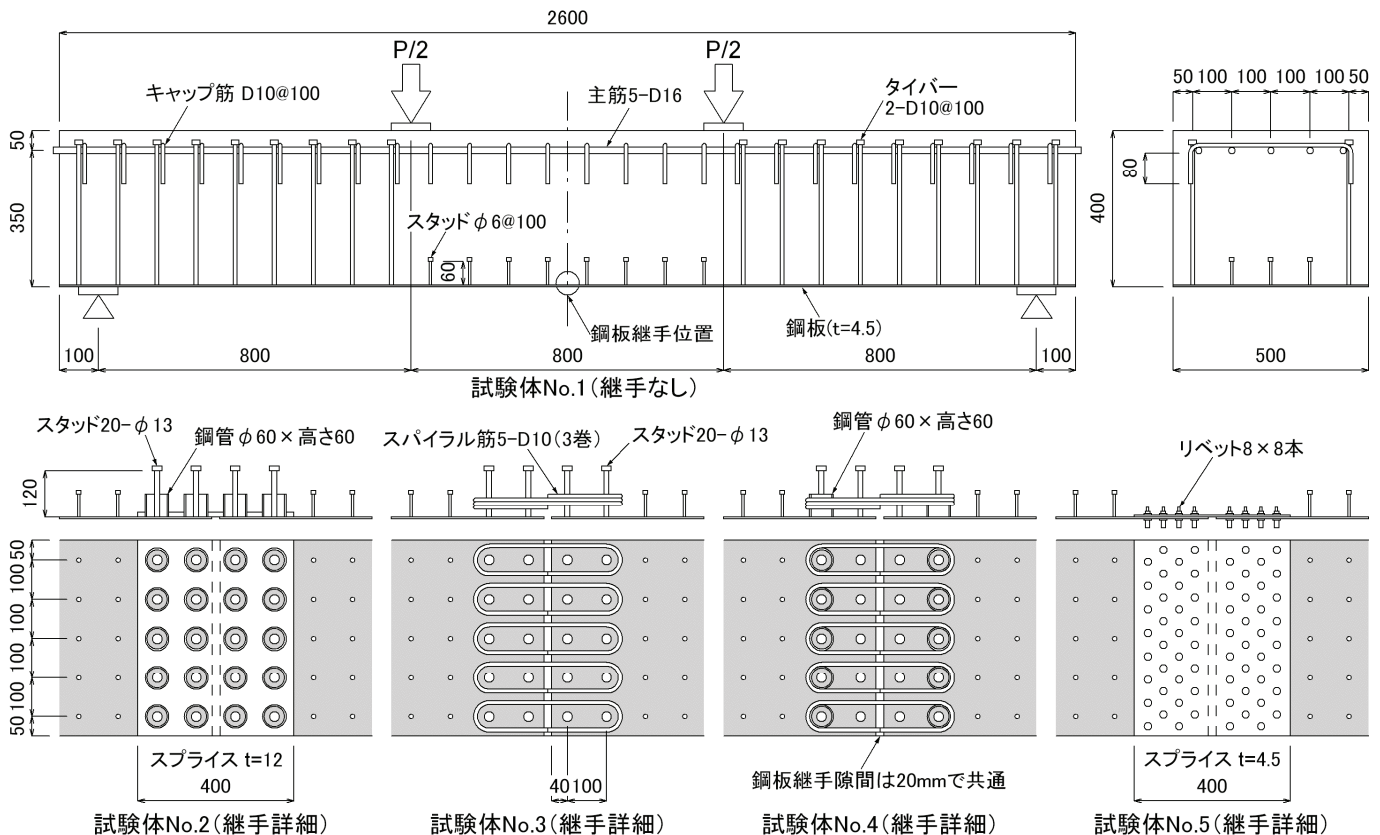 2600
P/2
P/2
キャップ筋 D10@100
主筋5-D16
タイバー
2-D10@100
50
350
スタッドφ6@100
60
鋼板継手位置
鋼板(t=4.5)
100
800
800
800
100
試験体No.1(継手なし)
50 100 100 100 100 50
80
400
500
スタッド20-φ13
鋼管φ60×高さ60
120
50
100
100
100
100
50
スプライス t=12
400
試験体No.2(継手詳細)
スパイラル筋5-D10(3巻)
スタッド20-φ13
40 100
試験体No.3(継手詳細)
鋼管φ60×高さ60
鋼板継手隙間は20mmで共通
試験体No.4(継手詳細)
リベット8×8本
スプライス t=4.5
400
試験体No.5(継手詳細)